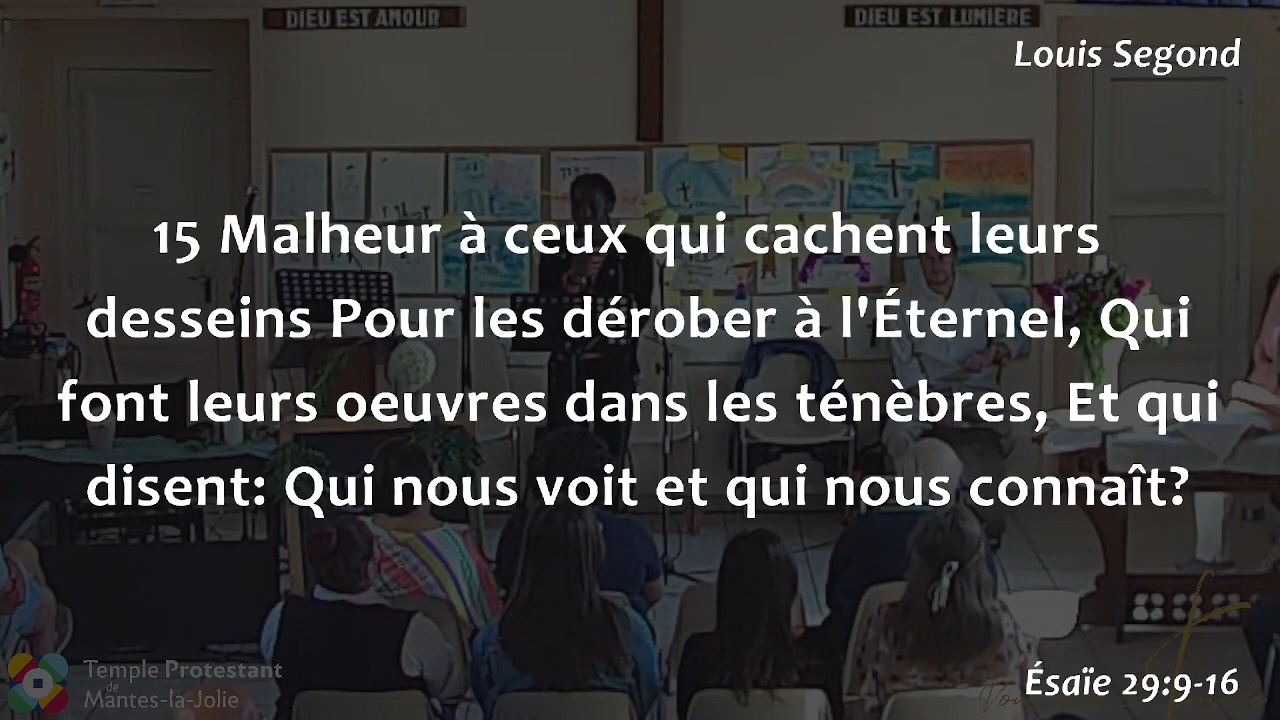 DIEU EST AMOUR
DIEU EST LUMIÈRE
Louis Segond
15 Malheur à ceux qui cachent leurs
desseins Pour les dérober à l'Éternel, Qui
font leurs oeuvres dans les ténèbres, Et qui
disent: Qui nous voit et qui nous connaît?
Temple Protestant
de
Mantes-la-Jolie
Ésaïe 29:9-16